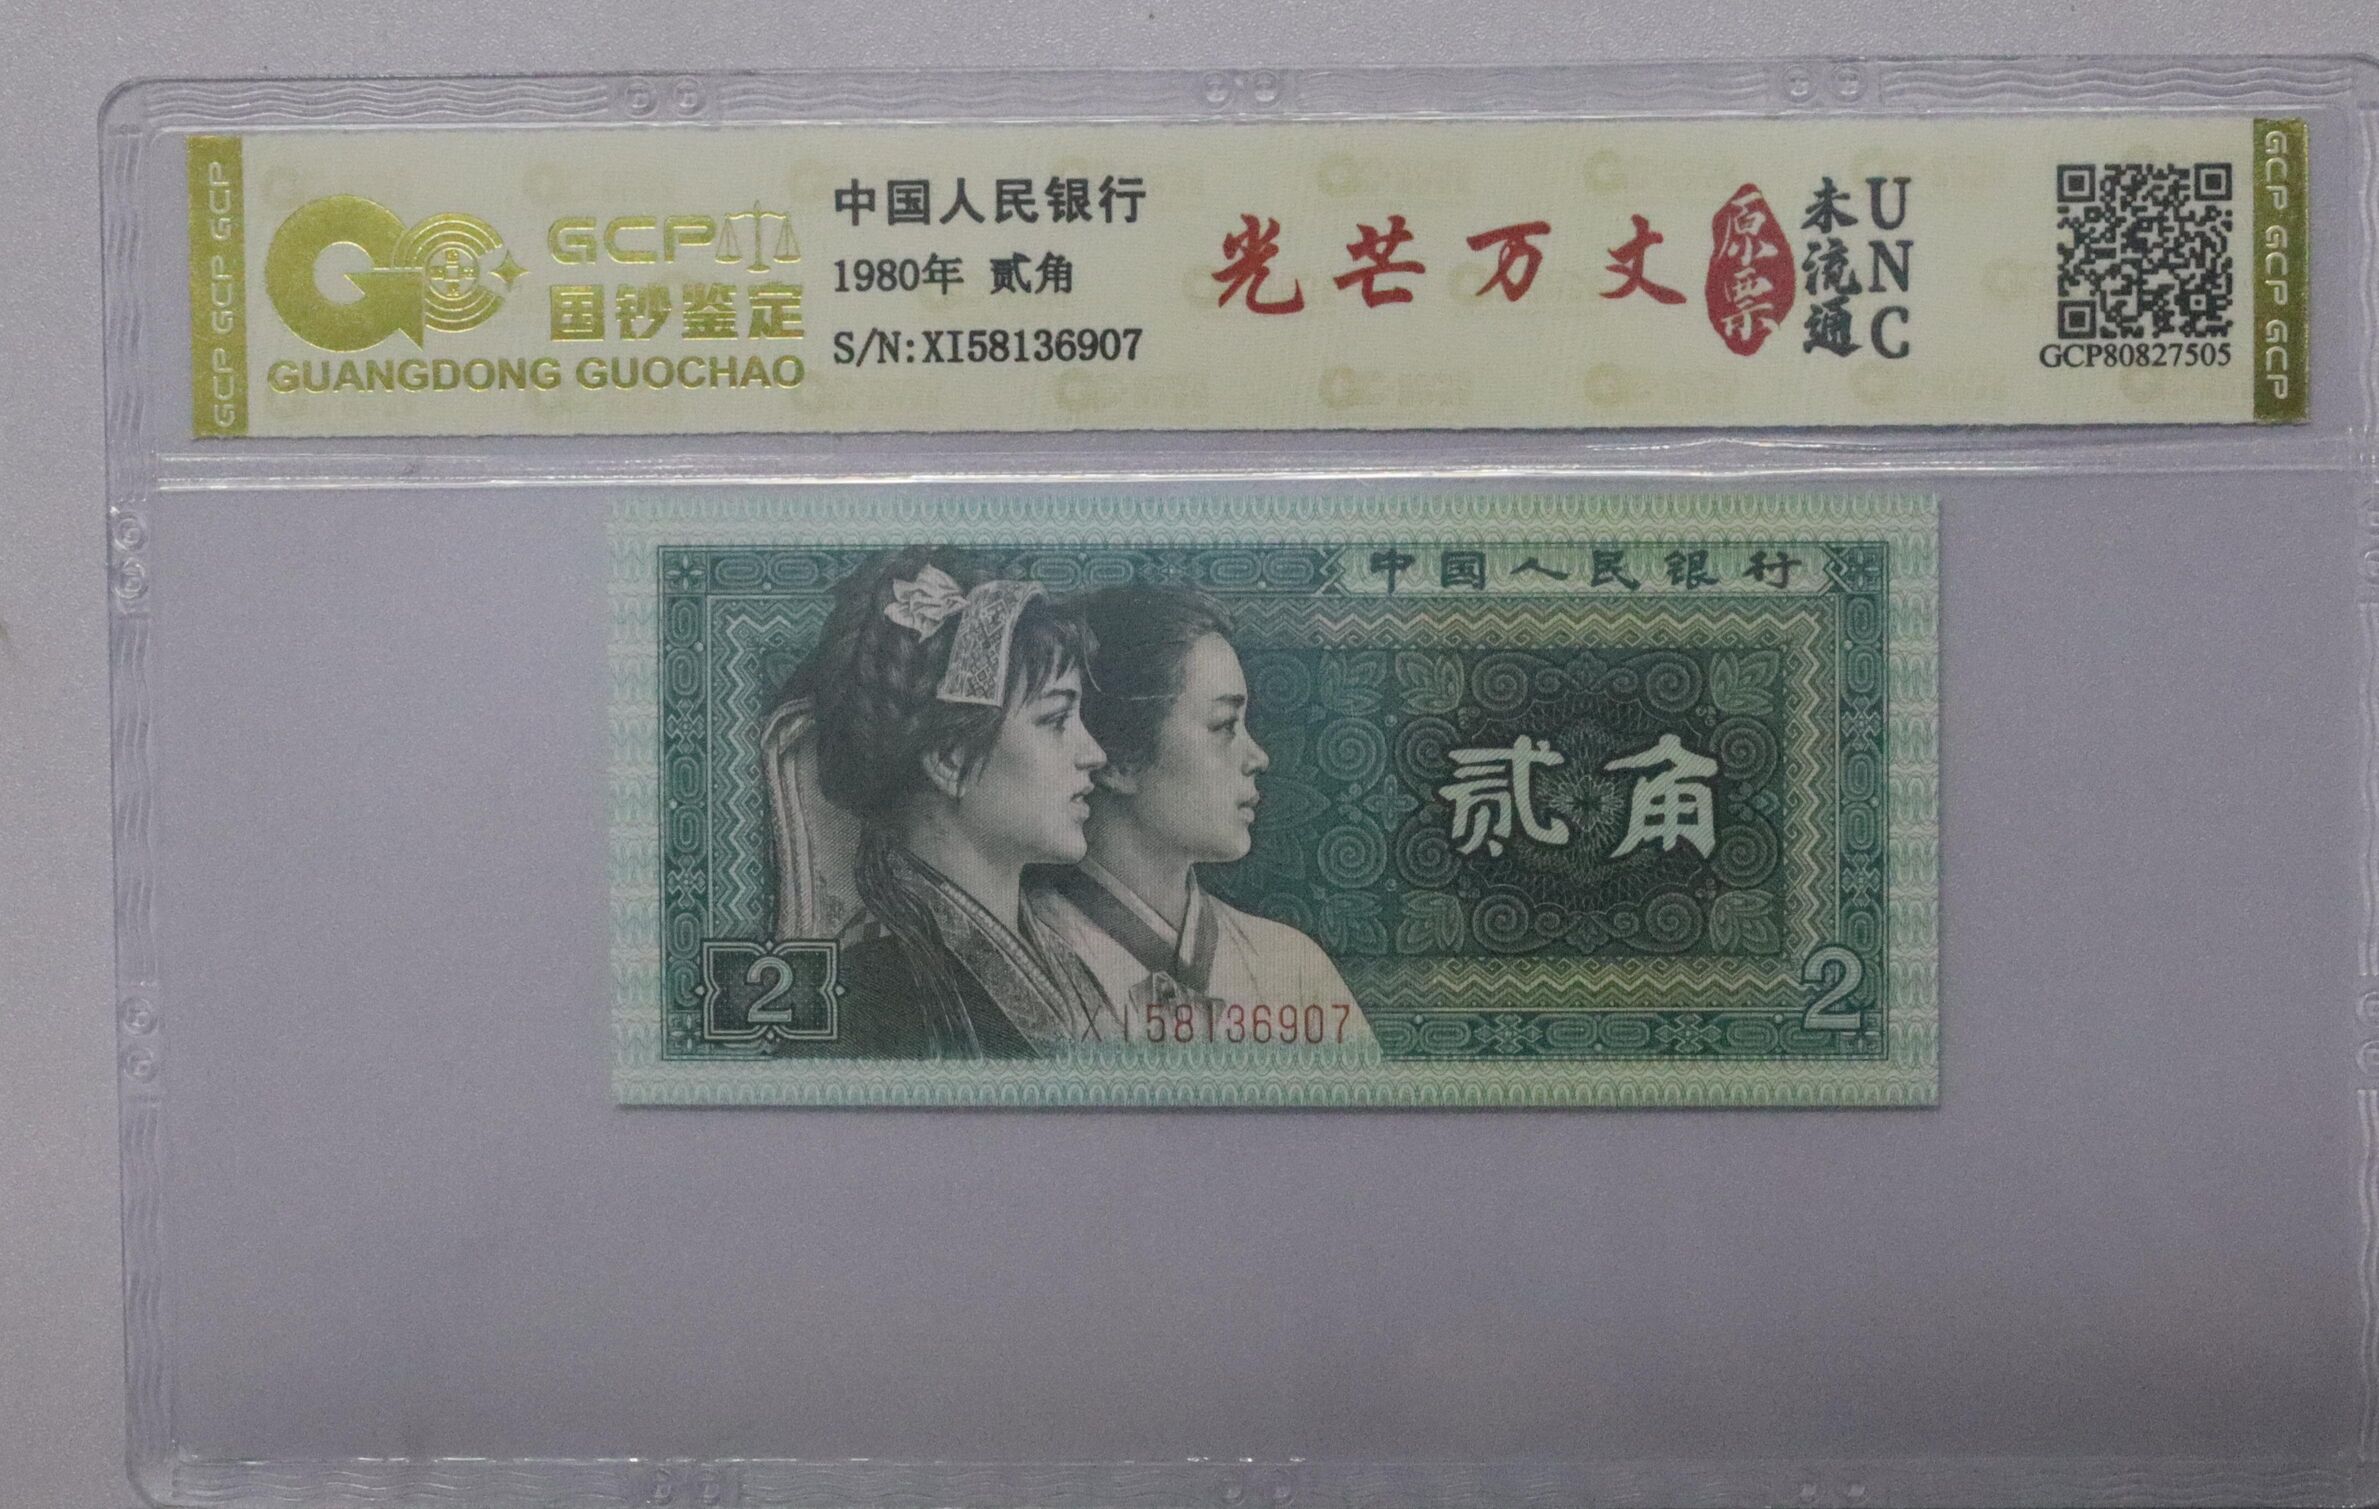 GCP GCP GCP
GCP
国钞鉴定
GUANGDONG GUOCHAO
中国人民银行
1980年 贰角
S/N:XI58136907
光芒万丈
原票
未流通
UNC
GCP80827505
GCP GCP GCP
中国人民银行
贰角
2
XI58136907
2